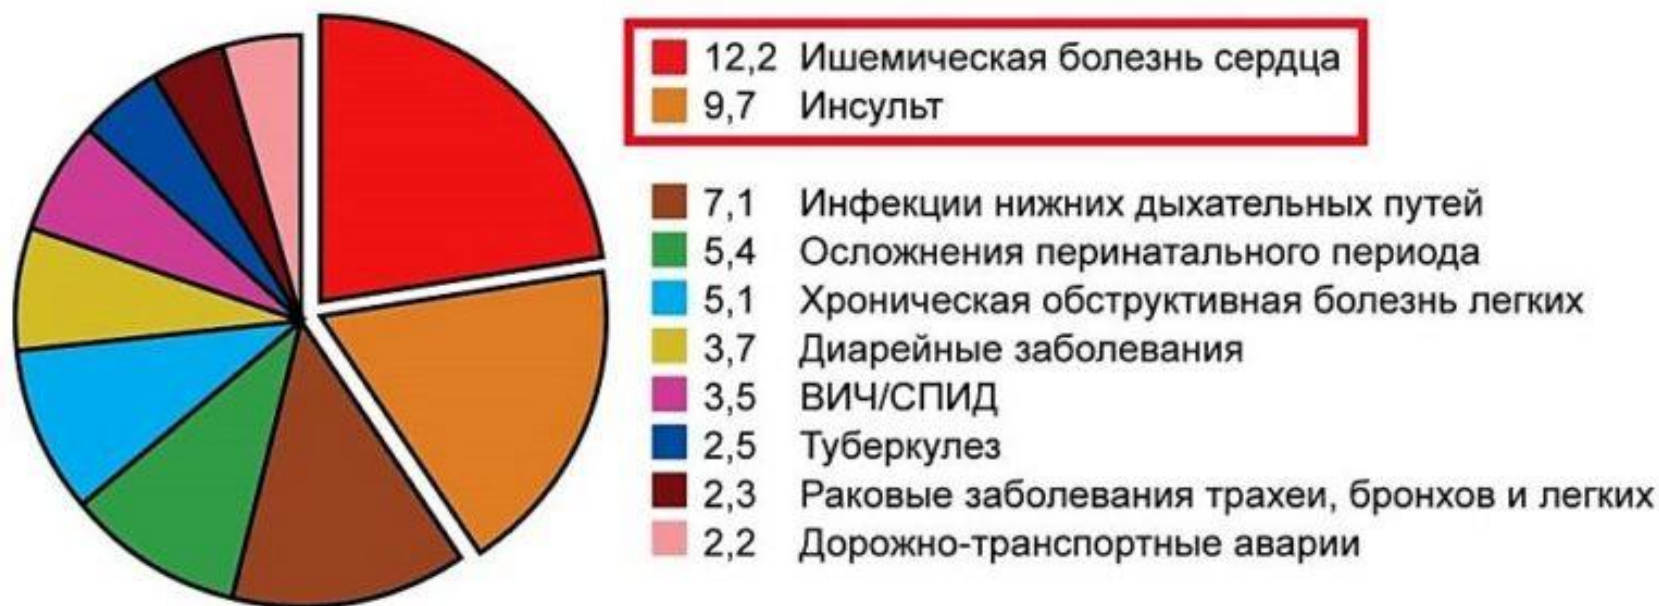 12,2 Ишемическая болезнь сердца
9,7 Инсульт
7,1 Инфекции нижних дыхательных путей
5,4 Осложнения перинатального периода
5,1 Хроническая обструктивная болезнь легких
3,7 Диарейные заболевания
3,5 ВИЧ/СПИД
2,5 Туберкулез
2,3 Раковые заболевания трахеи, бронхов и легких
2,2 Дорожно-транспортные аварии